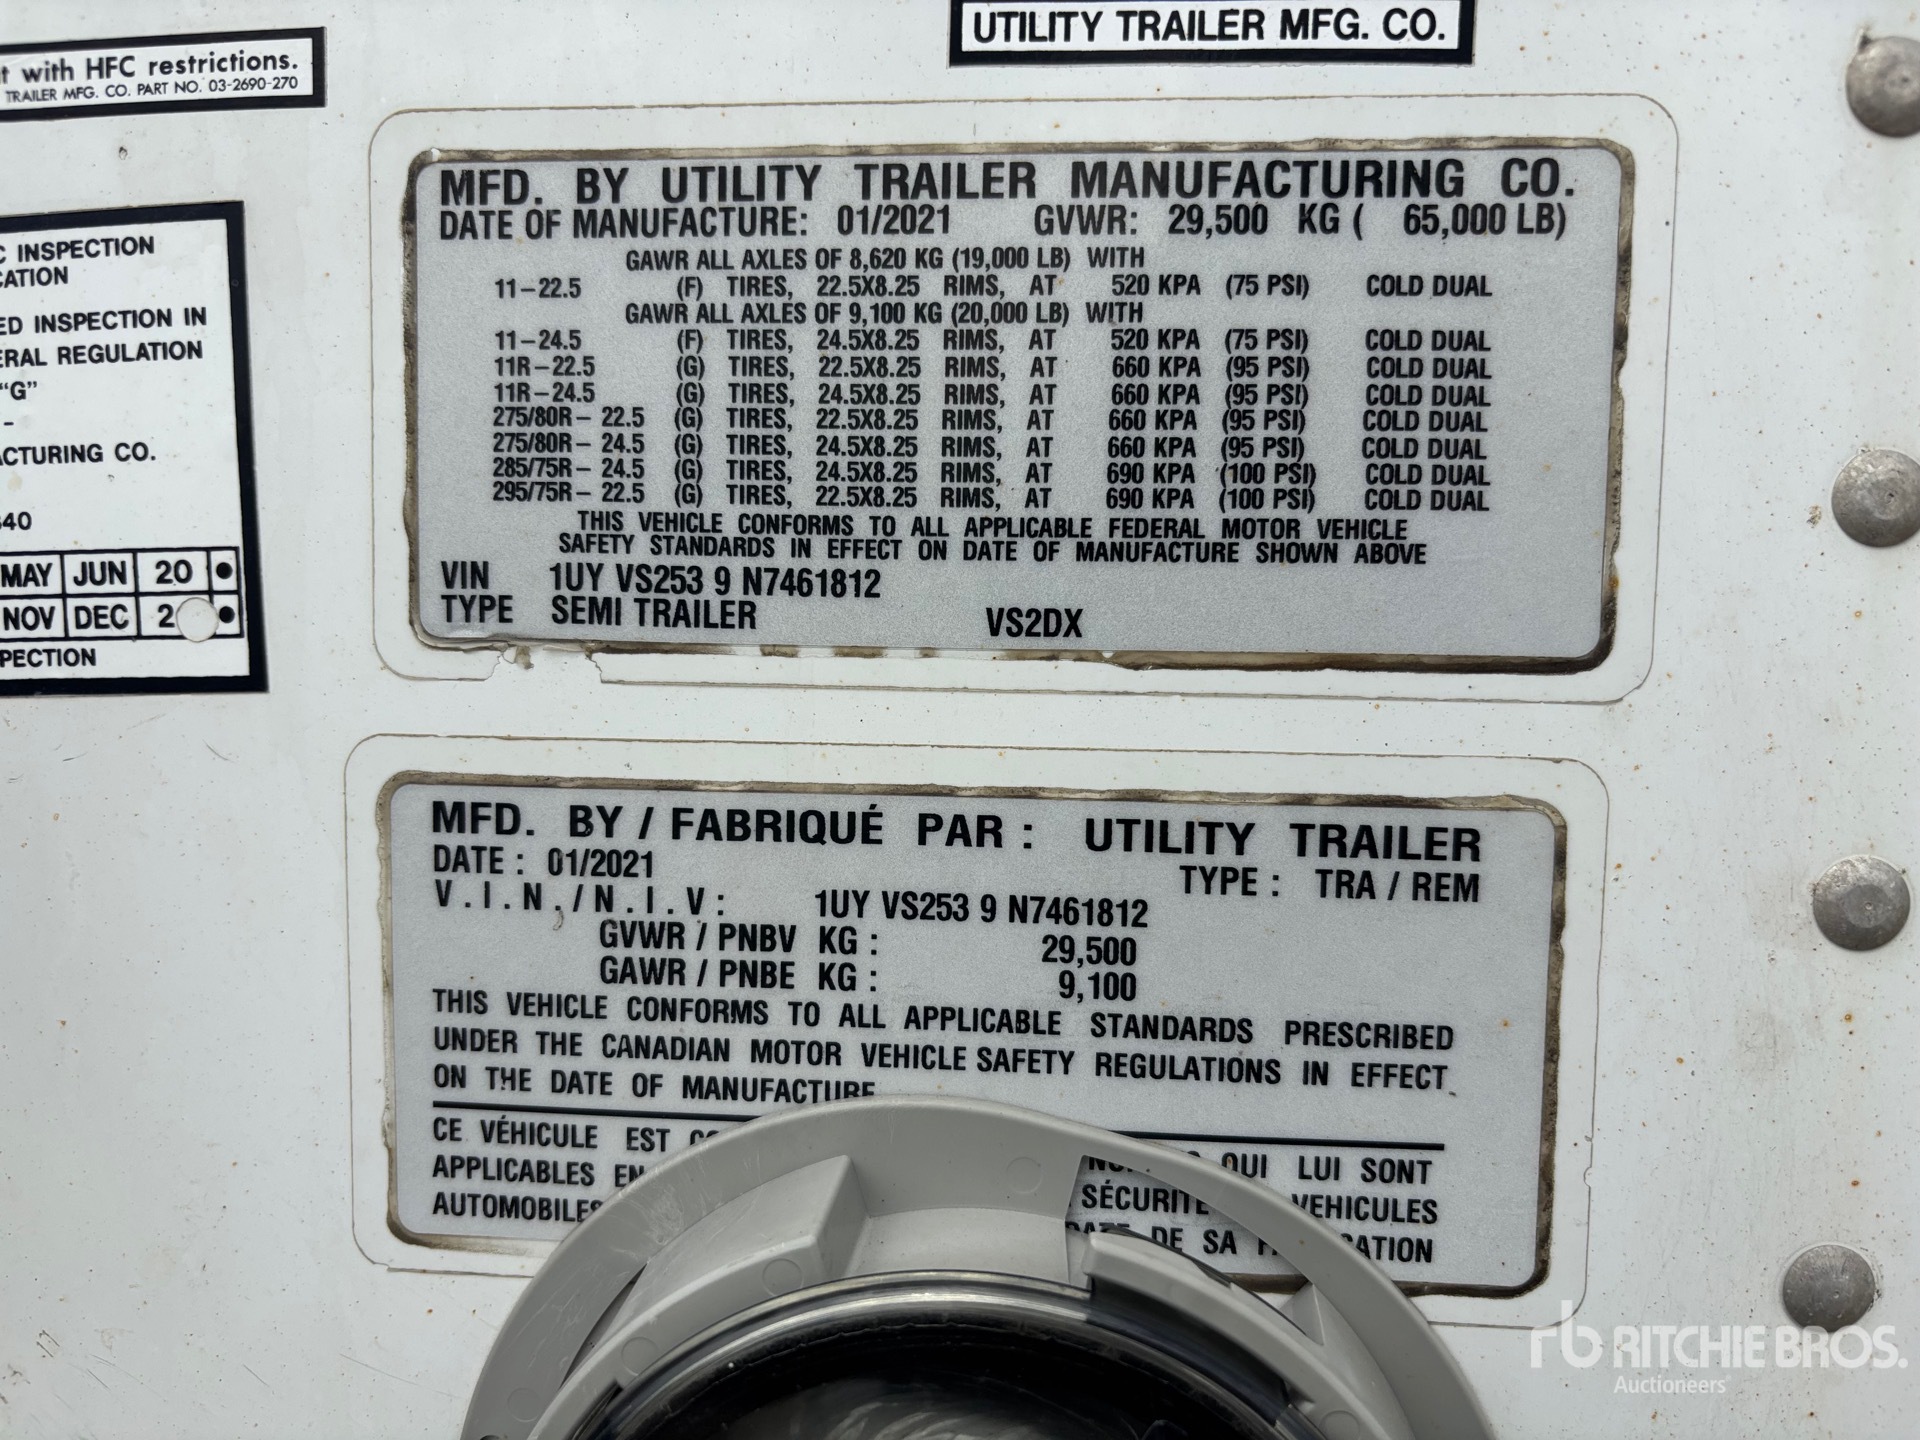 UTILITY TRAILER MFG. CO.
t with HFC restrictions.
TRAILER MFG. CO. PART NO. 03-2690-270
C INSPECTION
CATION
ED INSPECTION IN
ERAL REGULATION
"G"
-
ACTURING CO.
40
MAY JUN 20
NOV DEC 2
PECTION
MFD. BY UTILITY TRAILER MANUFACTURING CO.
DATE OF MANUFACTURE: 01/2021 GVWR: 29,500 KG ( 65,000 LB)
GAWR ALL AXLES OF 8,620 KG (19,000 LB) WITH
11-22.5 (F) TIRES, 22.5X8.25 RIMS, AT 520 KPA (75 PSI) COLD DUAL
GAWR ALL AXLES OF 9,100 KG (20,000 LB) WITH
11-24.5 (F) TIRES, 24.5X8.25 RIMS, AT 520 KPA (75 PSI) COLD DUAL
11R-22.5 (G) TIRES, 22.5X8.25 RIMS, AT 660 KPA (95 PSI) COLD DUAL
11R-24.5 (G) TIRES, 24.5X8.25 RIMS, AT 660 KPA (95 PSI) COLD DUAL
275/80R- 22.5 (G) TIRES, 22.5X8.25 RIMS, AT 660 KPA (95 PSI) COLD DUAL
275/80R- 24.5 (G) TIRES, 24.5X8.25 RIMS, AT 660 KPA (95 PSI) COLD DUAL
285/75R- 24.5 (G) TIRES, 24.5X8.25 RIMS, AT 690 KPA (100 PSI) COLD DUAL
295/75R- 22.5 (G) TIRES, 22.5X8.25 RIMS, AT 690 KPA (100 PSI) COLD DUAL
THIS VEHICLE CONFORMS TO ALL APPLICABLE FEDERAL MOTOR VEHICLE
SAFETY STANDARDS IN EFFECT ON DATE OF MANUFACTURE SHOWN ABOVE
VIN 1UY VS253 9 N7461812
TYPE SEMI TRAILER VS2DX
MFD. BY / FABRIQUÉ PAR : UTILITY TRAILER
DATE : 01/2021 TYPE : TRA / REM
V.I.N./N.I.V: 1UY VS253 9 N7461812
GVWR / PNBV KG : 29,500
GAWR / PNBE KG : 9,100
THIS VEHICLE CONFORMS TO ALL APPLICABLE STANDARDS PRESCRIBED
UNDER THE CANADIAN MOTOR VEHICLE SAFETY REGULATIONS IN EFFECT
ON THE DATE OF MANUFACTURE
CE VÉHICULE EST QUI LUI SONT
APPLICABLES EN SÉCURITÉ VEHICULES
AUTOMOBILES DATE DE SA ATION
rb RITCHIE BROS.
Auctioneers